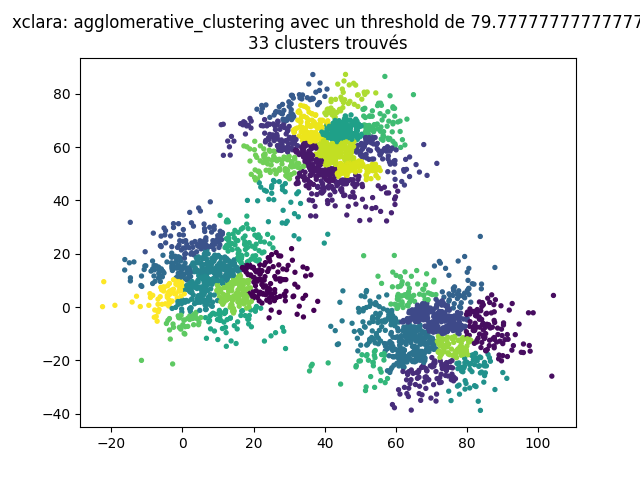 xclara: agglomerative_clustering avec un threshold de 79.77777777777777
33 clusters trouvés
80
60
40
20
0
−20
−40
−20 0 20 40 60 80 100